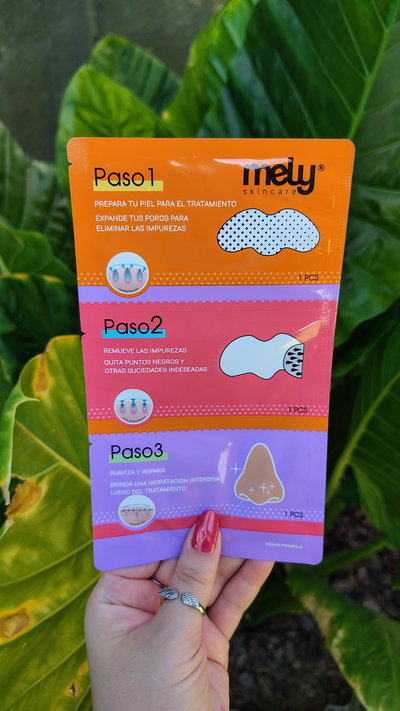 Paso1
mely®
skincare
PREPARA TU PIEL PARA EL TRATAMIENTO
EXPANDE TUS POROS PARA
ELIMINAR LAS IMPUREZAS
1 PCS
Paso2
REMUEVE LAS IMPUREZAS
QUITA PUNTOS NEGROS Y
OTRAS SUCIEDADES INDESEADAS
1 PCS
Paso3
SUAVIZA Y REPARA
BRINDA UNA HIDRATACIÓN INTENSIVA
LUEGO DEL TRATAMIENTO
1 PCS
VEGAN FORMULA